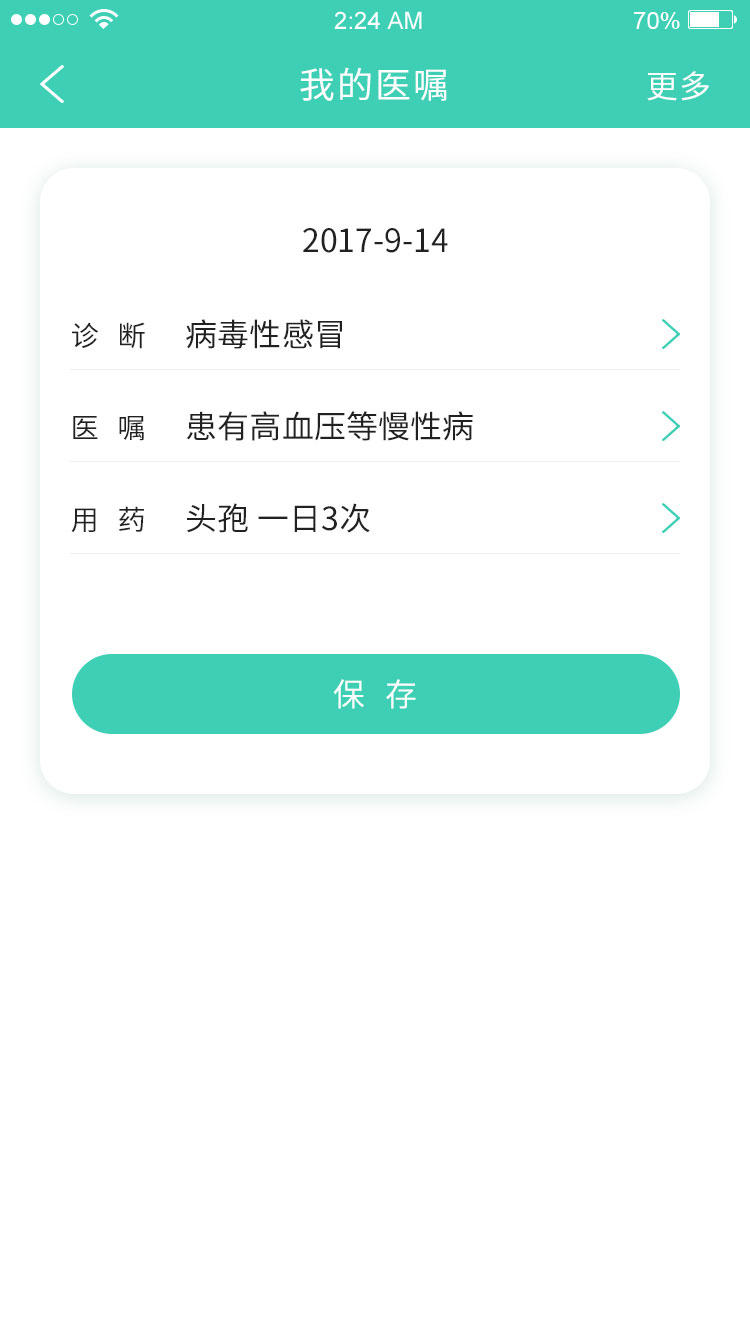 2:24 AM 70%
我的医嘱 更多
2017-9-14
诊 断 病毒性感冒
医 嘱 患有高血压等慢性病
用 药 头孢 一日3次
保 存